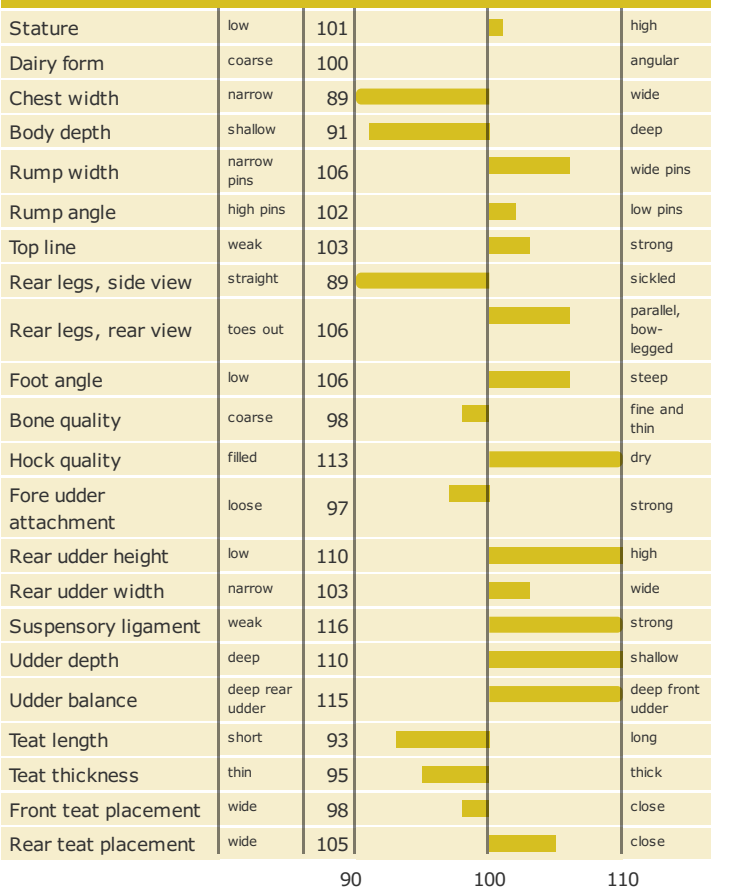 Stature low 101 high
Dairy form coarse 100 angular
Chest width narrow 89 wide
Body depth shallow 91 deep
Rump width narrow pins 106 wide pins
Rump angle high pins 102 low pins
Top line weak 103 strong
Rear legs, side view straight 89 sickled
Rear legs, rear view toes out 106 parallel, bow-legged
Foot angle low 106 steep
Bone quality coarse 98 fine and thin
Hock quality filled 113 dry
Fore udder attachment loose 97 strong
Rear udder height low 110 high
Rear udder width narrow 103 wide
Suspensory ligament weak 116 strong
Udder depth deep 110 shallow
Udder balance deep rear udder 115 deep front udder
Teat length short 93 long
Teat thickness thin 95 thick
Front teat placement wide 98 close
Rear teat placement wide 105 close
90 100 110